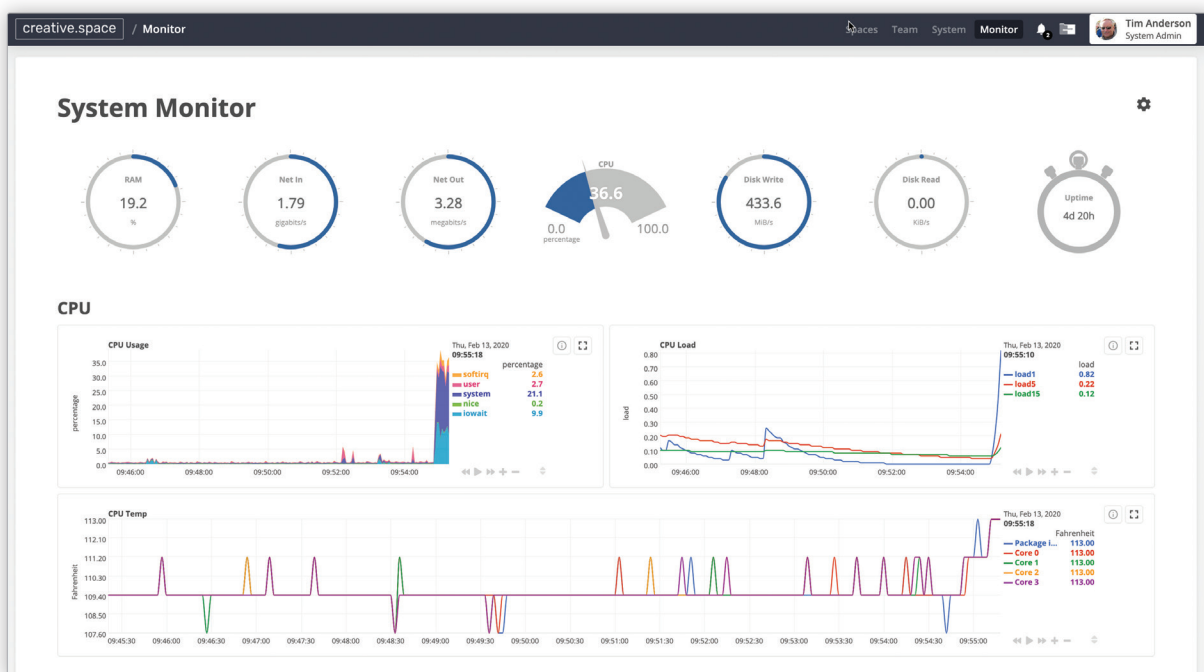 creative.space / Monitor
Spaces Team System Monitor 2 Tim Anderson
System Admin
System Monitor
RAM
19.2
%
Net In
1.79
gigabits/s
Net Out
3.28
megabits/s
CPU
36.6
0.0 100.0
percentage
Disk Write
433.6
MiB/s
Disk Read
0.00
KiB/s
Uptime
4d 20h
CPU
CPU Usage
Thu, Feb 13, 2020
09:55:18
percentage
softirq 2.6
user 2.7
system 21.1
nice 0.2
iowait 9.9
percentage
35.0
30.0
25.0
20.0
15.0
10.0
5.0
0.0
09:46:00 09:48:00 09:50:00 09:52:00 09:54:00
CPU Load
Thu, Feb 13, 2020
09:55:10
load
load1 0.82
load5 0.22
load15 0.12
load
0.80
0.70
0.60
0.50
0.40
0.30
0.20
0.10
0.00
09:46:00 09:48:00 09:50:00 09:52:00 09:54:00
CPU Temp
Thu, Feb 13, 2020
09:55:18
Fahrenheit
Package i... 113.00
Core 0 113.00
Core 1 113.00
Core 2 113.00
Core 3 113.00
Fahrenheit
113.00
112.10
111.20
110.30
109.40
108.50
107.60
09:45:30 09:46:00 09:46:30 09:47:00 09:47:30 09:48:00 09:48:30 09:49:00 09:49:30 09:50:00 09:50:30 09:51:00 09:51:30 09:52:00 09:52:30 09:53:00 09:53:30 09:54:00 09:54:30 09:55:00